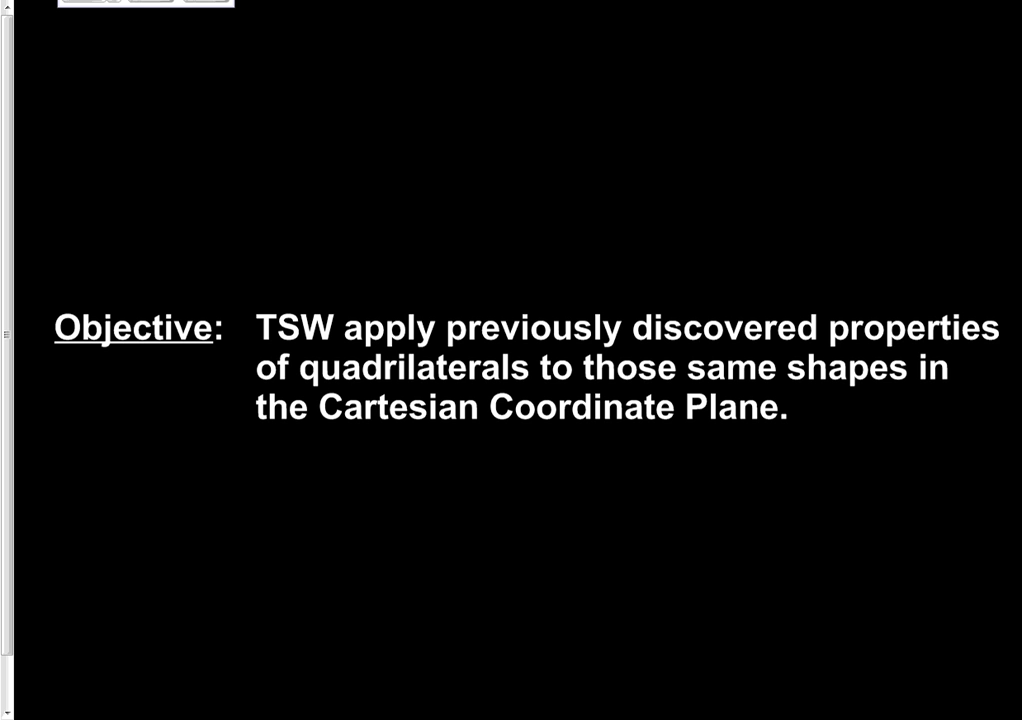 Objective: TSW apply previously discovered properties
of quadrilaterals to those same shapes in
the Cartesian Coordinate Plane.